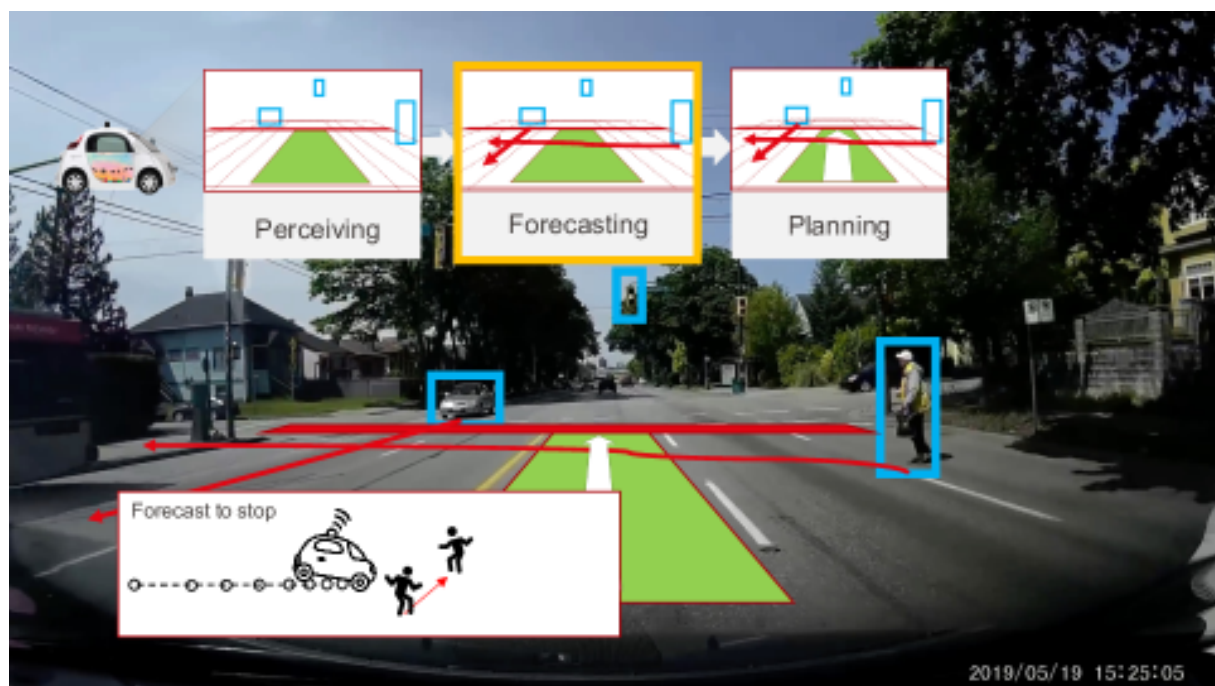 Perceiving
Forecasting
Planning
Forecast to stop
2019/05/19 15:25:05